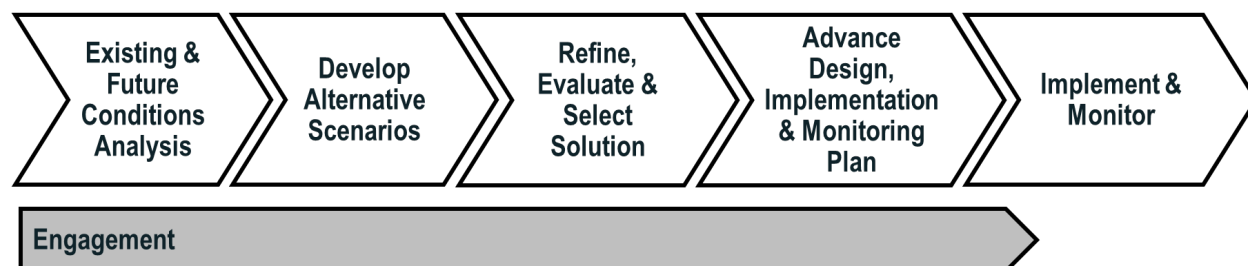 Existing &
Future
Conditions
Analysis
Develop
Alternative
Scenarios
Refine,
Evaluate &
Select
Solution
Advance
Design,
Implementation
& Monitoring
Plan
Implement &
Monitor
Engagement